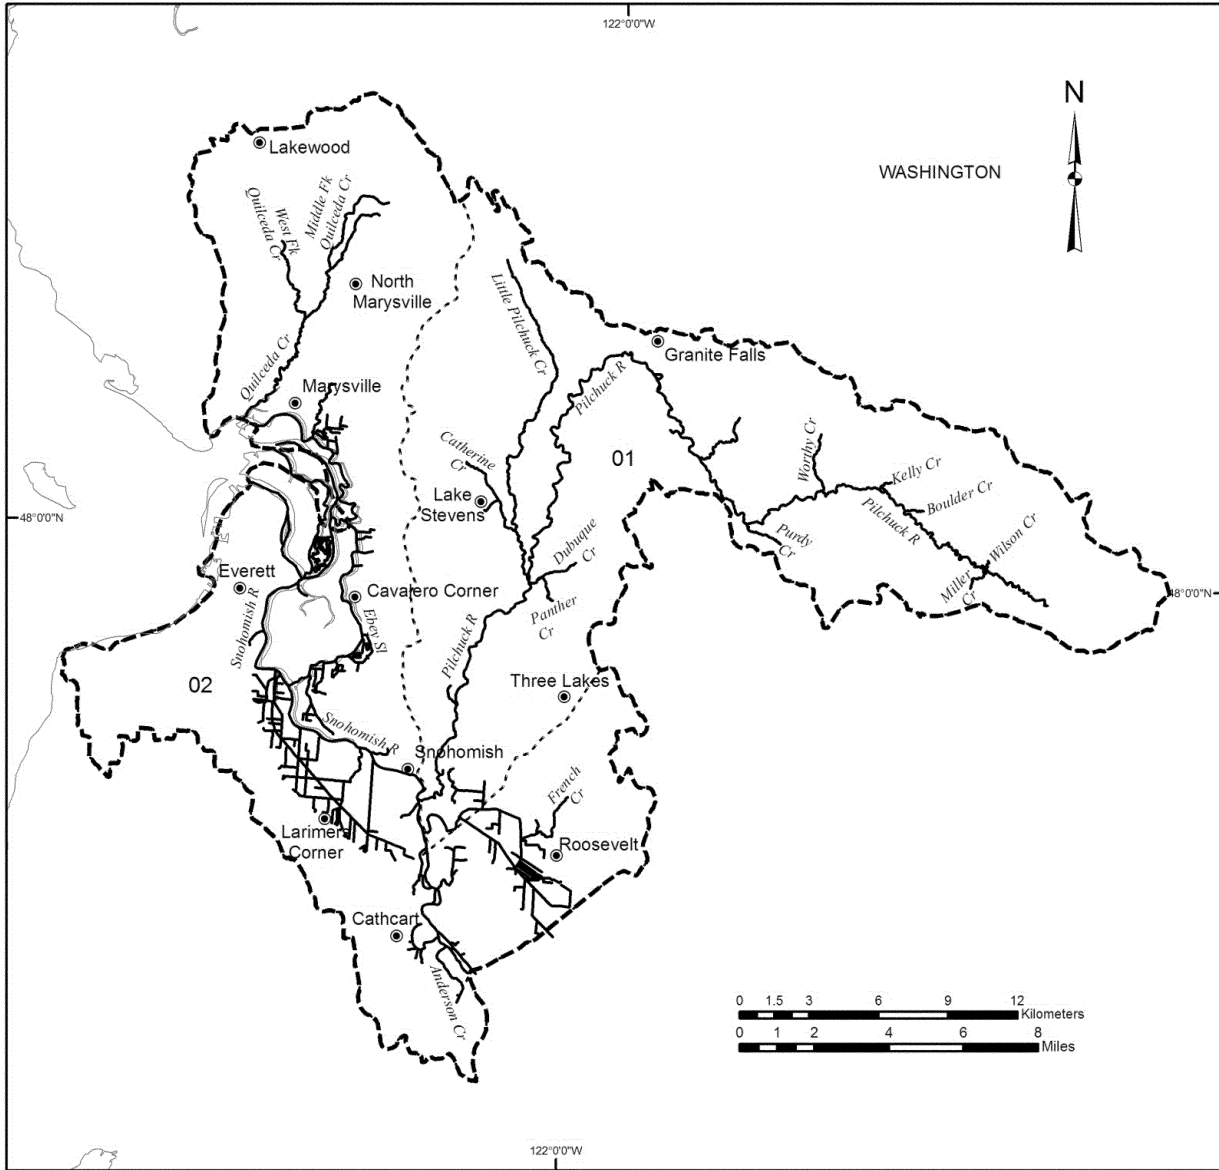 122°0'0"W
N
WASHINGTON
Lakewood
West Fk
Quilceda Cr
Middle Fk
Quilceda Cr
North
Marysville
Little Pilchuck Cr
Granite Falls
Quilceda Cr
Marysville
Pilchuck R
Catherine
Cr
01
Worthy Cr
Kelly Cr
Boulder Cr
Lake
Stevens
48°0'0"N
Pilchuck R
Purdy
Cr
Wilson Cr
Dubuque
Cr
Miller
Cr
48°0'0"N
Everett
Cavalero Corner
Panther
Cr
Snohomish R
Ebey Sl
Pilchuck R
02
Three Lakes
Snohomish R
Snohomish
French
Cr
Larimers
Corner
Roosevelt
Cathcart
Anderson Cr
0 1.5 3 6 9 12
Kilometers
0 1 2 4 6 8
Miles
122°0'0"W